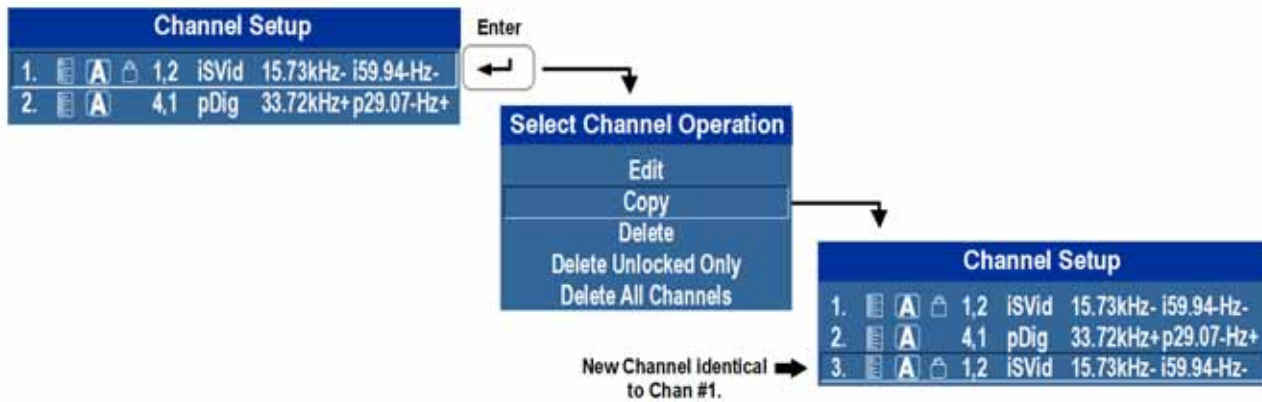 Channel Setup
1. A 1,2 iSVid 15.73kHz- i59.94-Hz-
2. A 4,1 pDig 33.72kHz+ p29.07-Hz+
Enter
Select Channel Operation
Edit
Copy
Delete
Delete Unlocked Only
Delete All Channels
Channel Setup
1. A 1,2 iSVid 15.73kHz- i59.94-Hz-
2. A 4,1 pDig 33.72kHz+ p29.07-Hz+
3. A 1,2 iSVid 15.73kHz- i59.94-Hz-
New Channel identical
to Chan #1.